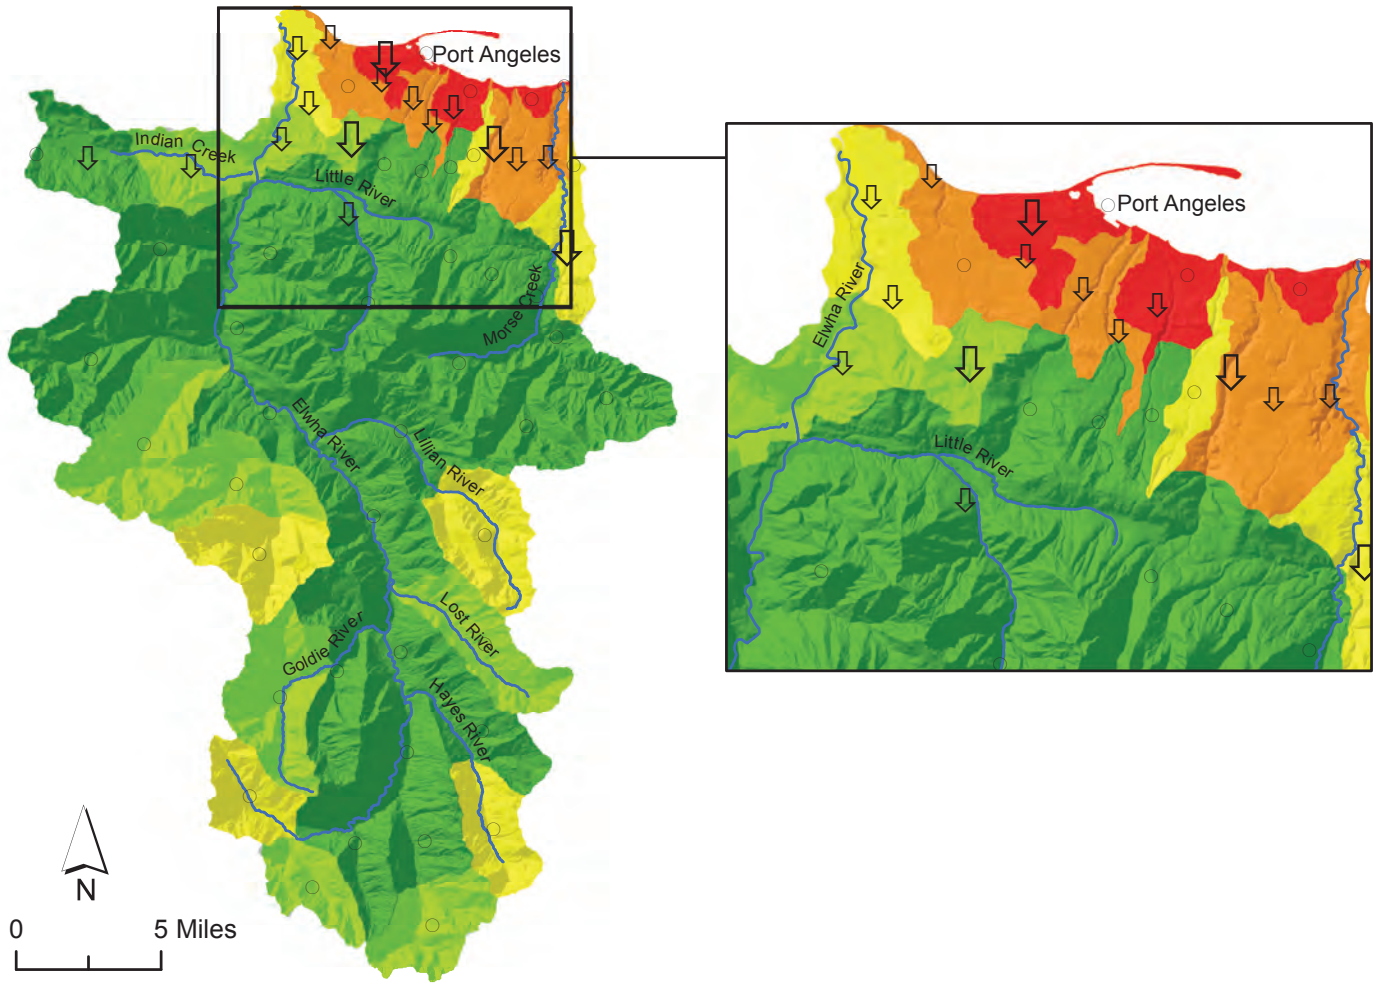 Port Angeles
Indian Creek
Little River
Morse Creek
Elwha River
Lillian River
Lost River
Goldie River
Hayes River
N
0 5 Miles
Port Angeles
Elwha River
Little River